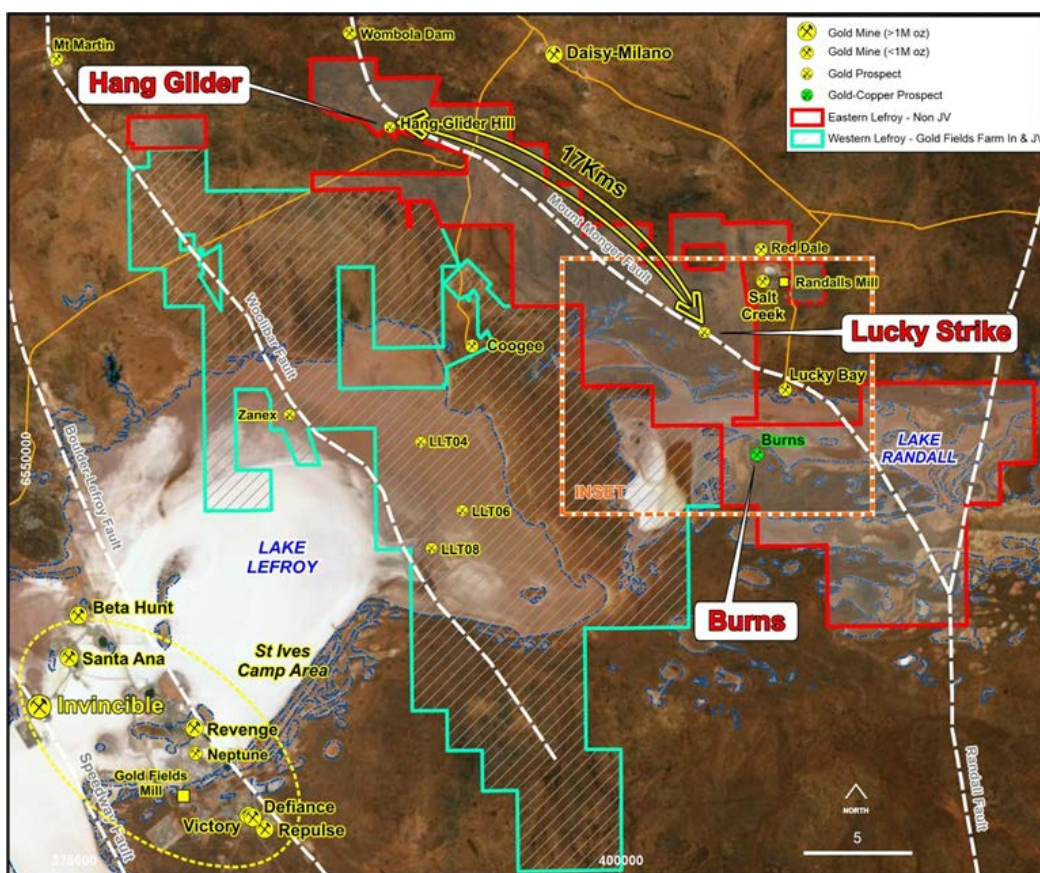 Mt Martin
Wombola Dam
Daisy-Milano
Gold Mine (>1M oz)
Gold Mine (<1M oz)
Gold Prospect
Gold-Copper Prospect
Eastern Lefroy - Non JV
Western Lefroy - Gold Fields Farm In & JV
Hang Glider
Hang-Glider Hill
17Kms
Mount Monger Fault
Red Dale
Randalls Mill
Salt
Creek
Lucky Strike
Lucky Bay
Woolibar Fault
Coogee
Zanex
LLT04
LLT06
LLT08
Burns
LAKE
RANDALL
INSET
6550000
Boulder-Lefroy Fault
LAKE
LEFROY
Burns
Beta Hunt
Santa Ana
St Ives
Camp Area
Invincible
Revenge
Neptune
Gold Fields
Mill
Speedway Fault
Defiance
Victory
Repulse
Randall Fault
NORTH
5
375000
400000